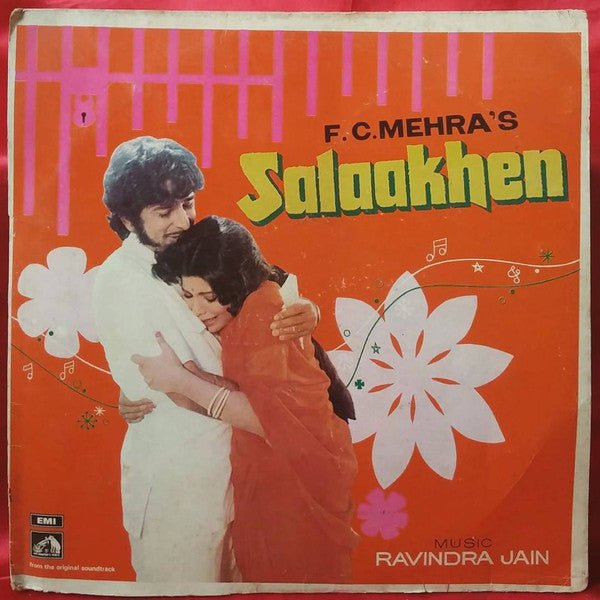 F.C.MEHRA'S
Salaakhen
EMI
from the original soundtrack
MUSIC
RAVINDRA JAIN